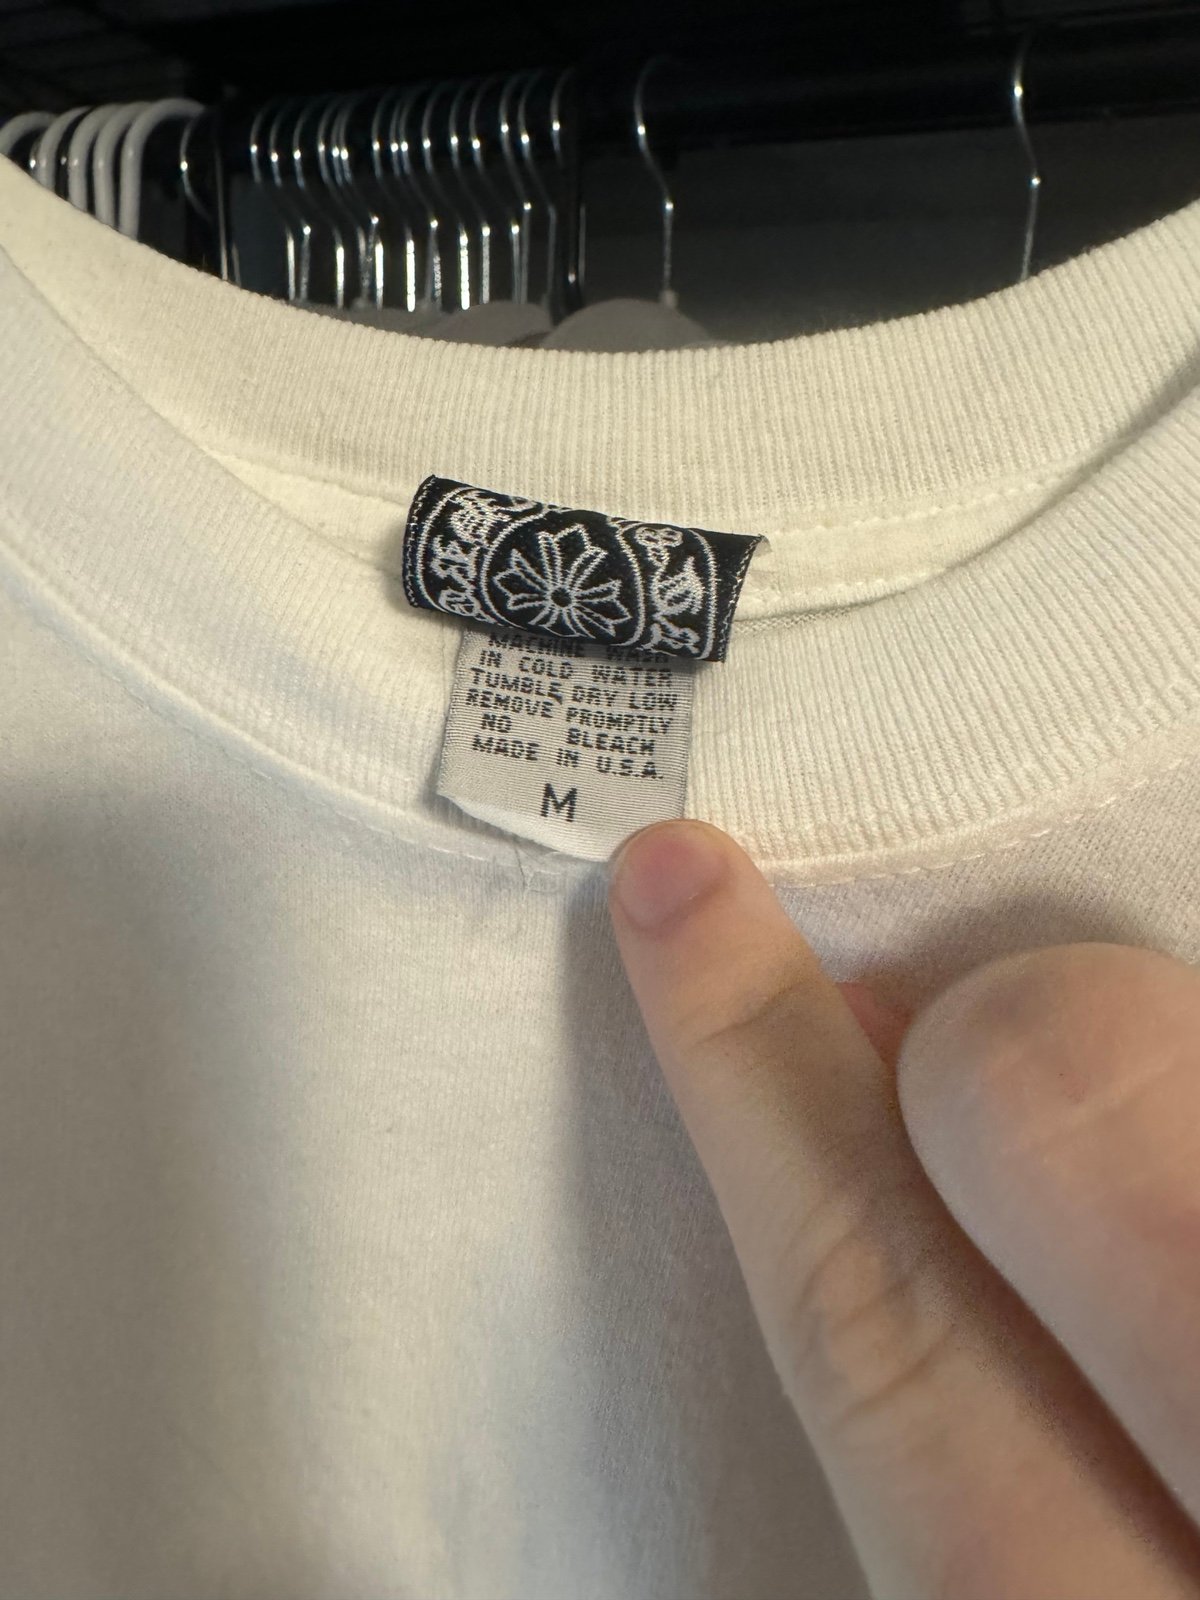 MACHINE WASH
IN COLD WATER
TUMBLE DRY LOW
REMOVE PROMPTLY
NO BLEACH
MADE IN U.S.A.
M